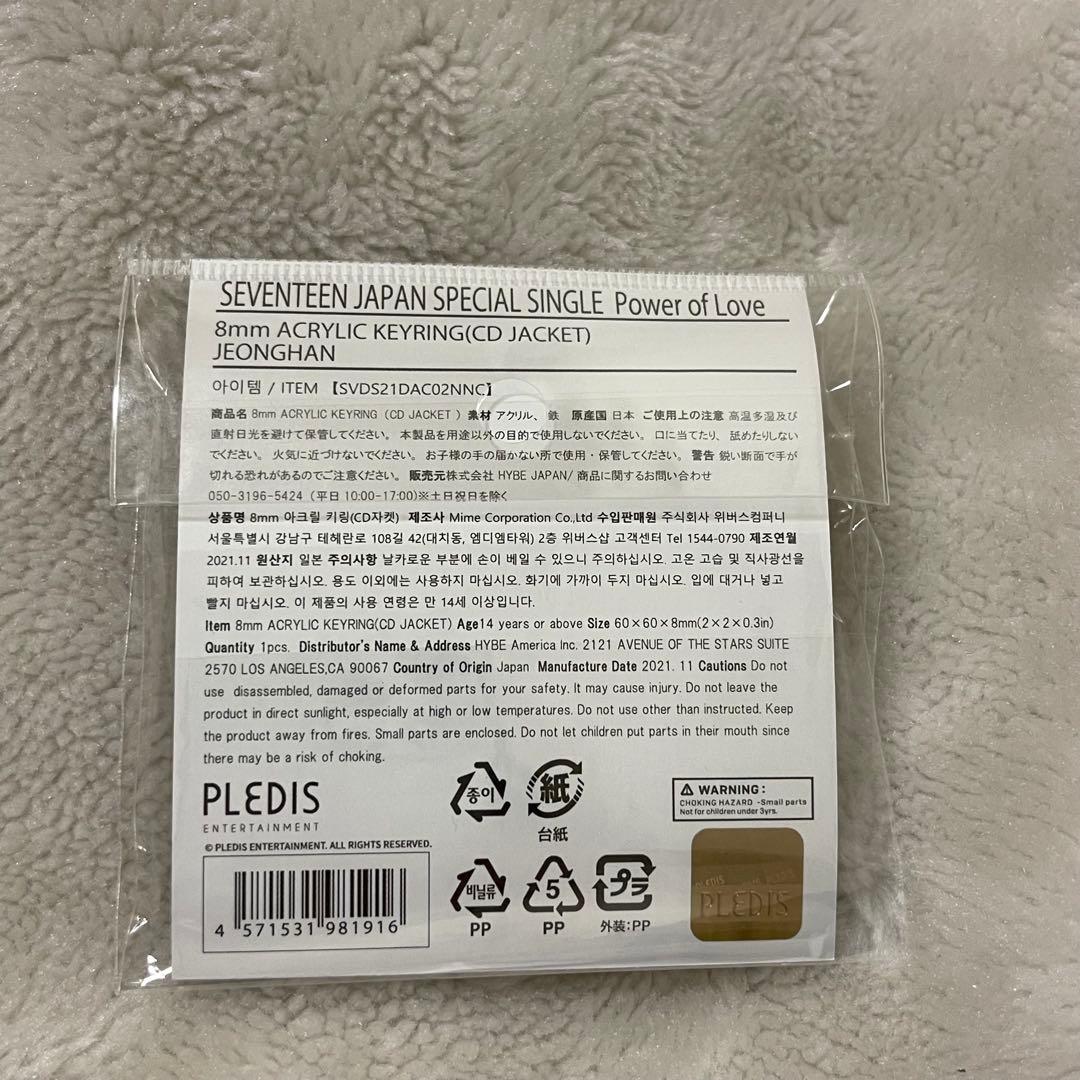 SEVENTEEN JAPAN SPECIAL SINGLE Power of Love
8mm ACRYLIC KEYRING(CD JACKET)
JEONGHAN
아이템 / ITEM 【SVDS21DAC02NNC】
商品名 8mm ACRYLIC KEYRING（CD JACKET ）素材 アクリル、 鉄 原産国 日本 ご使用上の注意 高温多湿及び
直射日光を避けて保管してください。 本製品を用途以外の目的で使用しないでください。 口に当てたり、 舐めたりしない
でください。 火気に近づけないでください。 お子様の手の届かない所で使用・保管してください。 警告 鋭い断面で手が
切れる恐れがあるのでご注意ください。 販売元株式会社 HYBE JAPAN/ 商品に関するお問い合わせ
050-3196-5424（平日 10:00-17:00)※土日祝日を除く
상품명 8mm 아크릴 키링(CD자켓) 제조사 Mime Corporation Co.,Ltd 수입판매원 주식회사 위버스컴퍼니
서울특별시 강남구 테헤란로 108길 42(대치동, 엠디엠타워) 2층 위버스샵 고객센터 Tel 1544-0790 제조연월
2021.11 원산지 일본 주의사항 날카로운 부분에 손이 베일 수 있으니 주의하십시오. 고온 고습 및 직사광선을
피하여 보관하십시오. 용도 이외에는 사용하지 마십시오. 화기에 가까이 두지 마십시오. 입에 대거나 넣고
빨지 마십시오. 이 제품의 사용 연령은 만 14세 이상입니다.
Item 8mm ACRYLIC KEYRING(CD JACKET) Age14 years or above Size 60×60×8mm(2×2×0.3in)
Quantity 1pcs. Distributor's Name & Address HYBE America Inc. 2121 AVENUE OF THE STARS SUITE
2570 LOS ANGELES,CA 90067 Country of Origin Japan Manufacture Date 2021. 11 Cautions Do not
use disassembled, damaged or deformed parts for your safety. It may cause injury. Do not leave the
product in direct sunlight, especially at high or low temperatures. Do not use other than instructed. Keep
the product away from fires. Small parts are enclosed. Do not let children put parts in their mouth since
there may be a risk of choking.
PLEDIS
ENTERTAINMENT
© PLEDIS ENTERTAINMENT. ALL RIGHTS RESERVED.
종이
紙
台紙
WARNING :
CHOKING HAZARD -Small parts
Not for children under 3yrs.
4 571531 981916
비닐류
PP
5
PP
プラ
外装:PP
PLEDIS